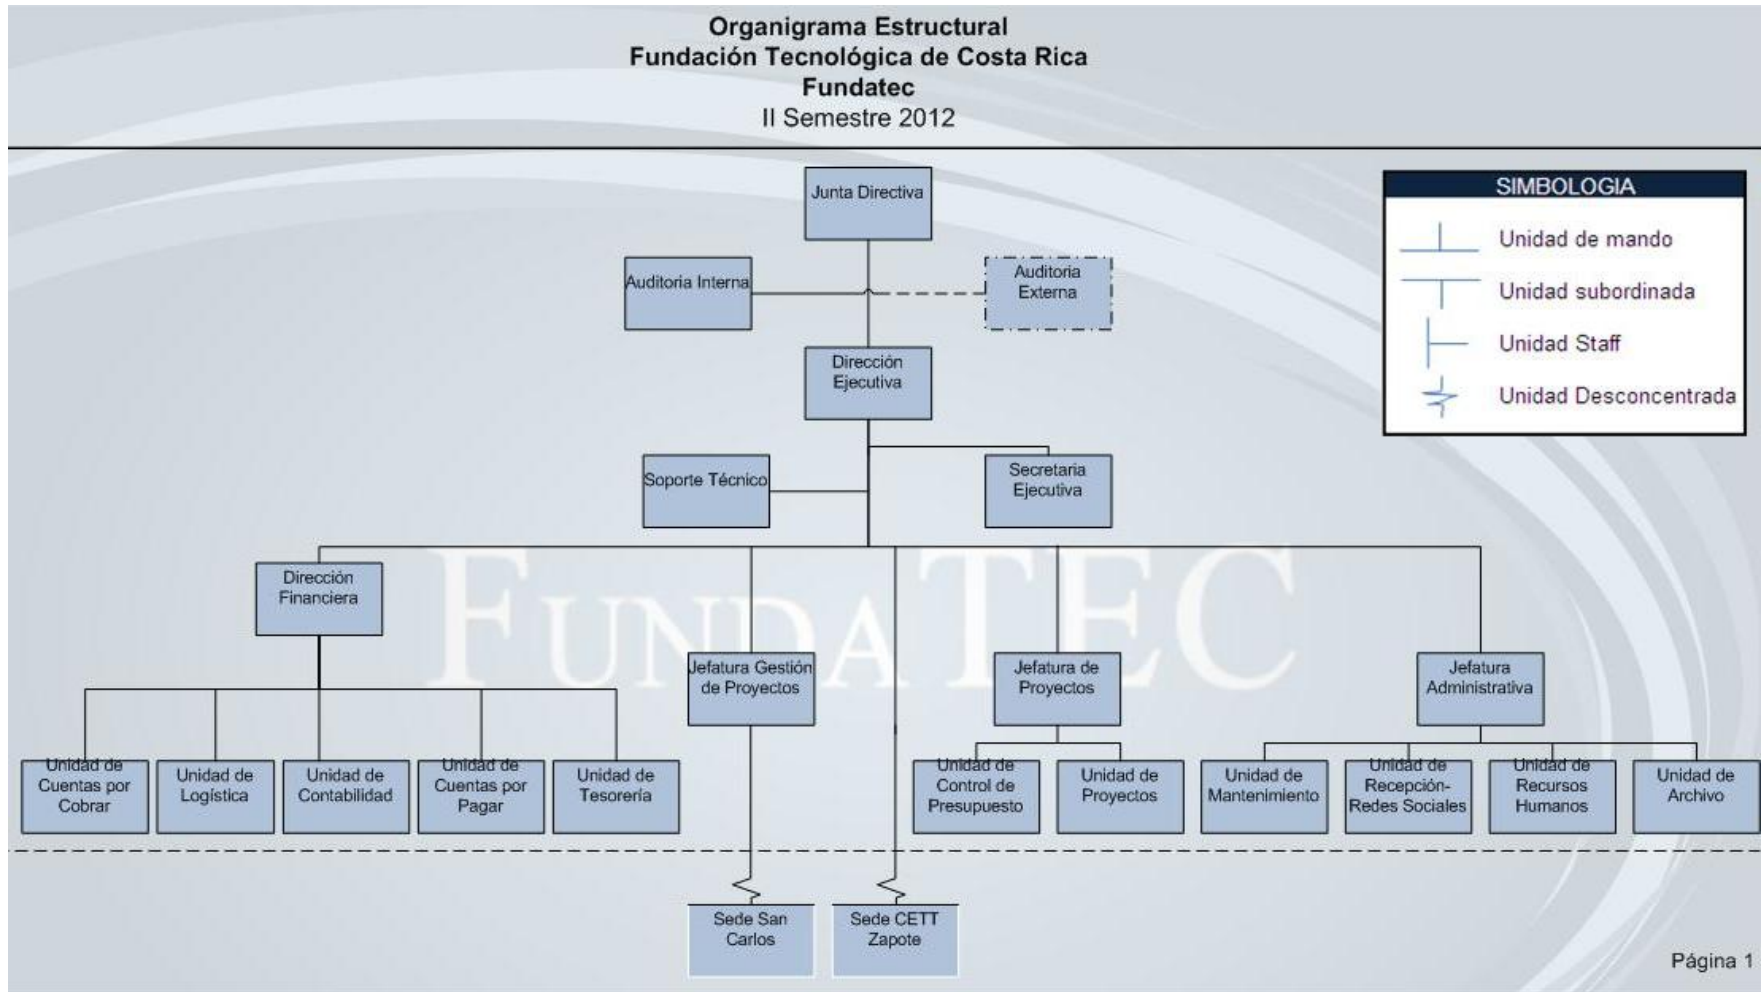 Organigrama Estructural
Fundación Tecnológica de Costa Rica
Fundatec
II Semestre 2012
SIMBOLOGIA
Unidad de mando
Unidad subordinada
Unidad Staff
Unidad Desconcentrada
Junta Directiva
Auditoria Interna
Auditoria
Externa
Dirección
Ejecutiva
Soporte Técnico
Secretaria
Ejecutiva
FUNDATEC
Dirección
Financiera
Jefatura Gestión
de Proyectos
Jefatura de
Proyectos
Jefatura
Administrativa
Unidad de
Cuentas por
Cobrar
Unidad de
Logística
Unidad de
Contabilidad
Unidad de
Cuentas por
Pagar
Unidad de
Tesorería
Unidad de
Control de
Presupuesto
Unidad de
Proyectos
Unidad de
Mantenimiento
Unidad de
Recepción-
Redes Sociales
Unidad de
Recursos
Humanos
Unidad de
Archivo
Sede San
Carlos
Sede CETT
Zapote
Página 1